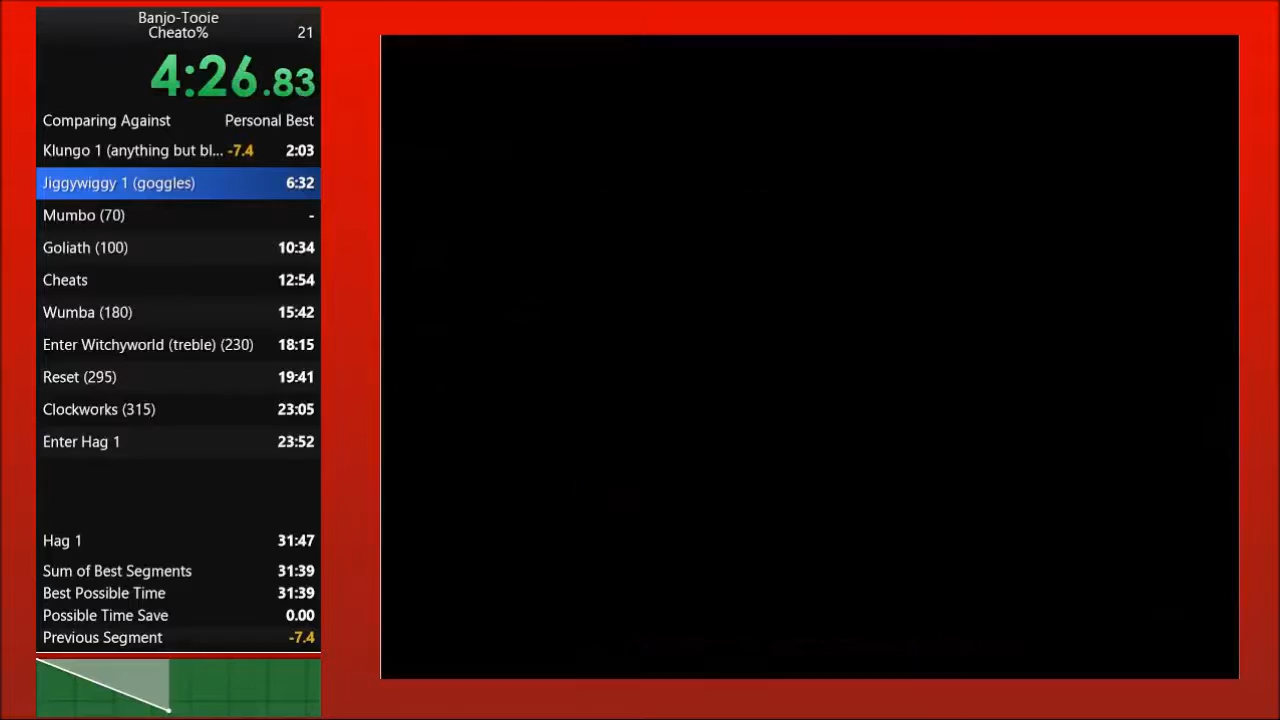 Banjo-Tooie
Cheato% 21
4:26.83
Comparing Against Personal Best
Klungo 1 (anything but bl... -7.4 2:03
Jiggywiggy 1 (goggles) 6:32
Mumbo (70) -
Goliath (100) 10:34
Cheats 12:54
Wumba (180) 15:42
Enter Witchyworld (treble) (230) 18:15
Reset (295) 19:41
Clockworks (315) 23:05
Enter Hag 1 23:52
Hag 1 31:47
Sum of Best Segments 31:39
Best Possible Time 31:39
Possible Time Save 0.00
Previous Segment -7.4